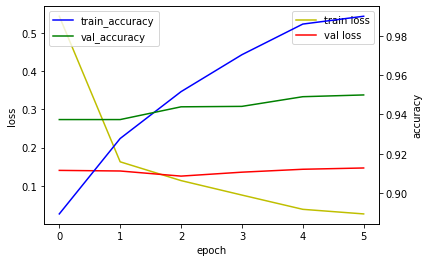 train_accuracy
val_accuracy
train loss
val loss
0.5
0.4
0.3
0.2
0.1
loss
0.98
0.96
0.94
0.92
0.90
accuracy
0 1 2 3 4 5
epoch